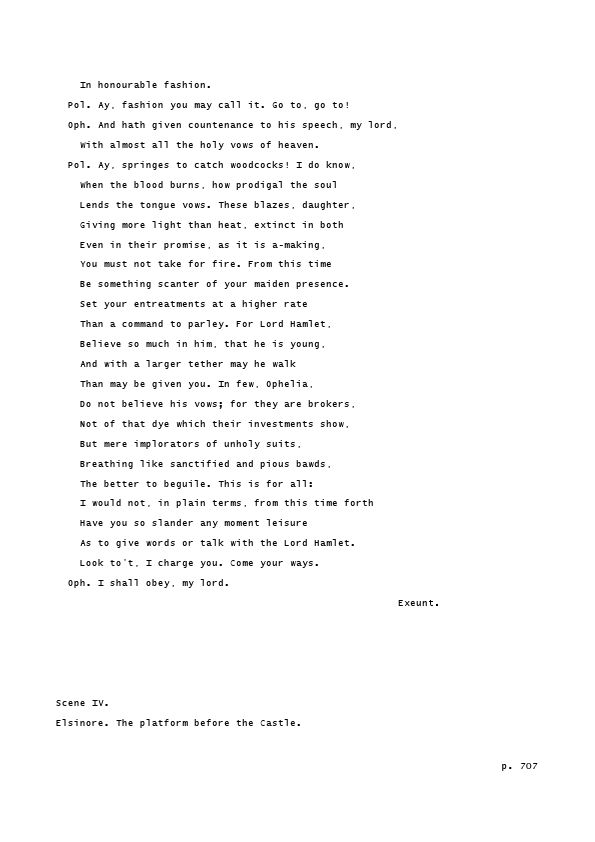 In honourable fashion.
Pol. Ay, fashion you may call it. Go to, go to!
Oph. And hath given countenance to his speech, my lord,
With almost all the holy vows of heaven.
Pol. Ay, springes to catch woodcocks! I do know,
When the blood burns, how prodigal the soul
Lends the tongue vows. These blazes, daughter,
Giving more light than heat, extinct in both
Even in their promise, as it is a-making,
You must not take for fire. From this time
Be something scanter of your maiden presence.
Set your entreatments at a higher rate
Than a command to parley. For Lord Hamlet,
Believe so much in him, that he is young,
And with a larger tether may he walk
Than may be given you. In few, Ophelia,
Do not believe his vows; for they are brokers,
Not of that dye which their investments show,
But mere implorators of unholy suits,
Breathing like sanctified and pious bawds,
The better to beguile. This is for all:
I would not, in plain terms, from this time forth
Have you so slander any moment leisure
As to give words or talk with the Lord Hamlet.
Look to't, I charge you. Come your ways.
Oph. I shall obey, my lord.
Exeunt.
Scene IV.
Elsinore. The platform before the Castle.
p. 707